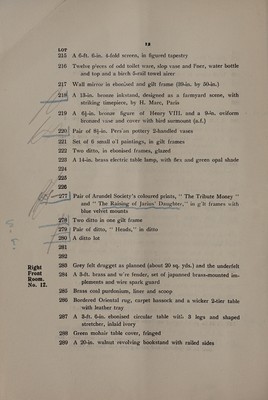 12
LOT
215 A 6-ft. 6-in. 4-fold screen, in figured tapestry
216 Twelve pieces of odd toilet ware, slop vase and ewer, water bottle
and top and a birch 5-rail towel airer
217 Wall mirror in ebonised and gilt frame (39-in. by 30-in.)
218 A 13-in. bronze inkstand, designed as a farmyard scene, with
striking timepiece, by H. Marc, Paris
219 A 6½-in. bronze figure of Henry VIII. and a 9-in. oviform
bronzed vase and cover with bird surmount (a.f.)
220 Pair of 8½-in. Persian pottery 2-handled vases
221 Set of 6 small oil paintings, in gilt frames
222 Two ditto, in ebonised frames, glazed
223 A 14-in. brass electric table lamp, with flex and green opal shade
224
225
226
227 Pair of Arundel Society's coloured prints, "The Tribute Money"
and "The Raising of Jarius' Daughter," in gilt frames with
blue velvet mounts
278 Two ditto in one gilt frame
279 Pair of ditto, "Heads," in ditto
280 A ditto lot
281
282
Right
Front
Room.
No. 12.
283 Grey felt drugget as planned (about 20 sq. yds.) and the underfelt
284 A 3-ft. brass and wire fender, set of japanned brass-mounted im-
plements and wire spark guard
285 Brass coal purdonium, liner and scoop
286 Bordered Oriental rug, carpet hassock and a wicker 2-tier table
with leather tray
287 A 3-ft. 6-in. ebonised circular table with 3 legs and shaped
stretcher, inlaid ivory
288 Green mohair table cover, fringed
289 A 20-in. walnut revolving bookstand with railed sides